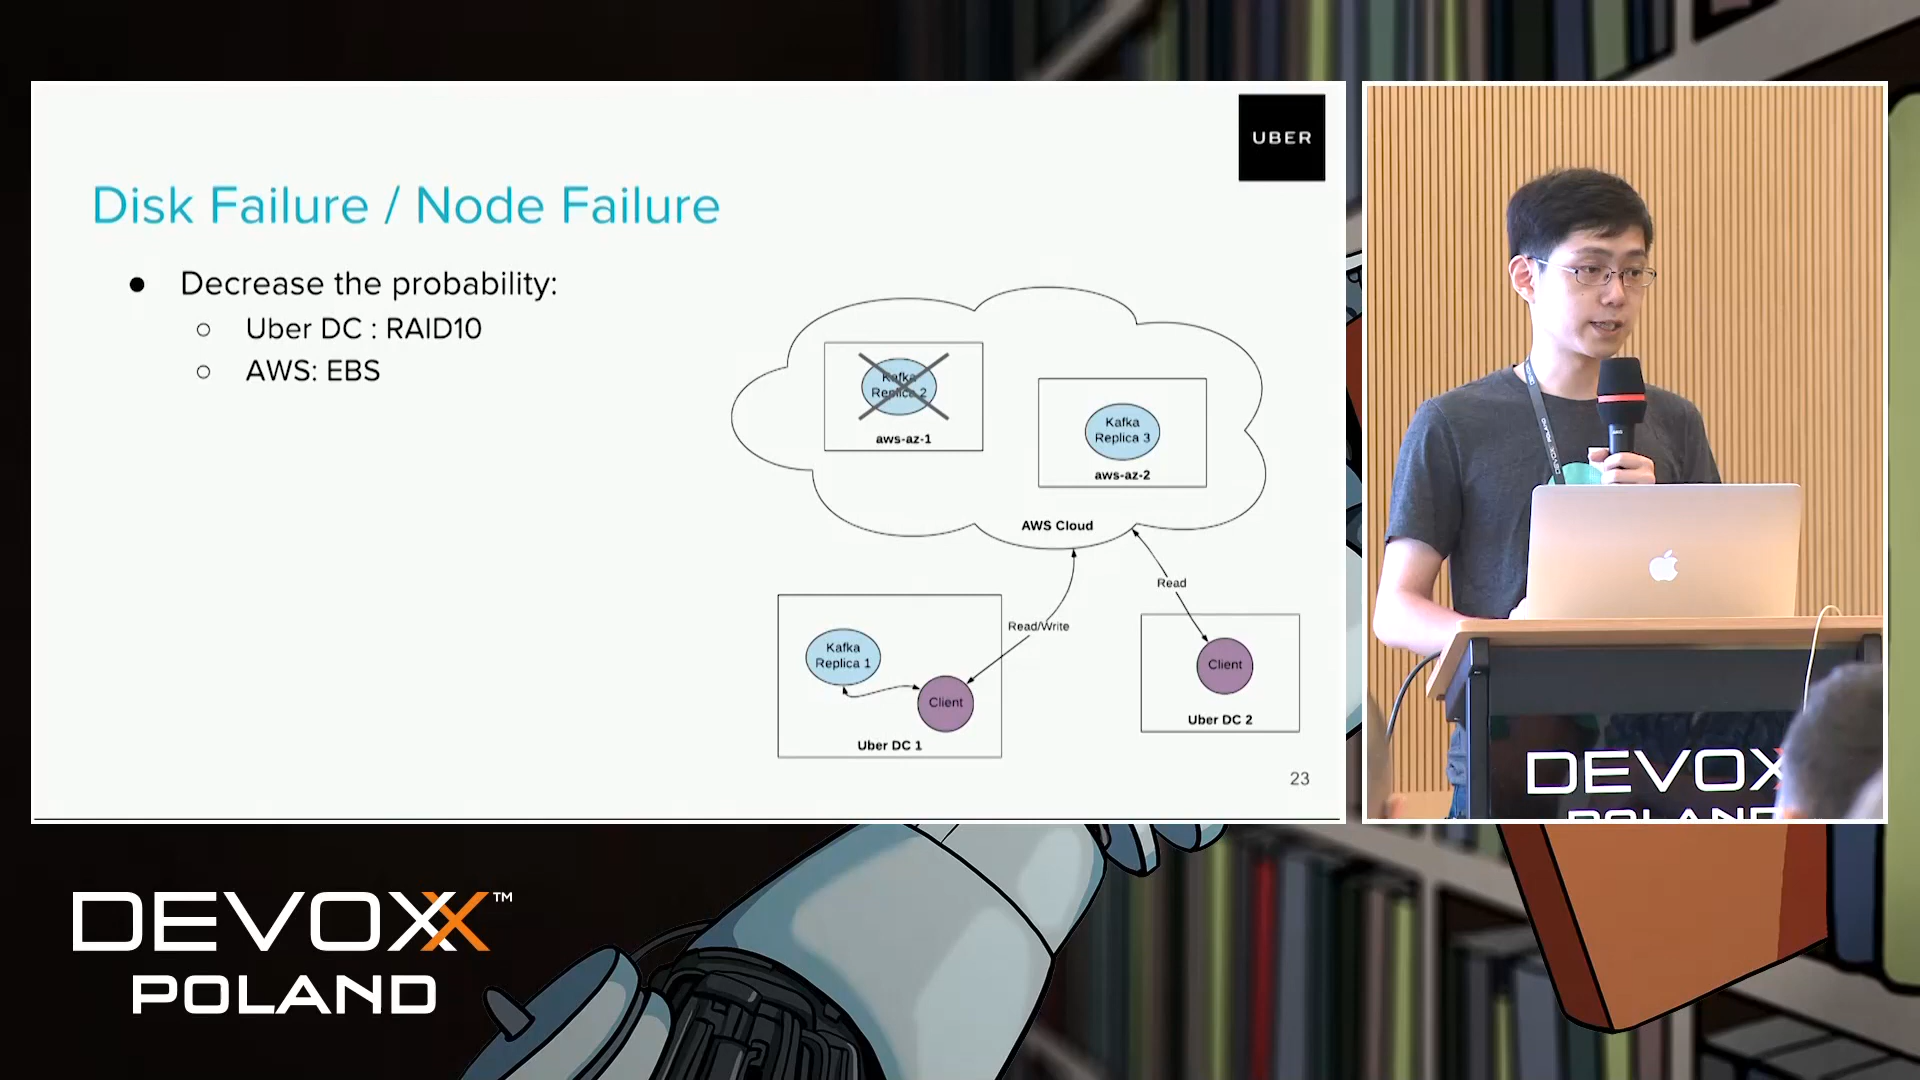 UBER
Disk Failure / Node Failure
● Decrease the probability:
○ Uber DC : RAID10
○ AWS: EBS
Kafka
Replica 2
aws-az-1
Kafka
Replica 3
aws-az-2
AWS Cloud
Read
Read/Write
Kafka
Replica 1
Client
Uber DC 1
Client
Uber DC 2
23
DEVOXX
POLAND
DEVOXX™
POLAND